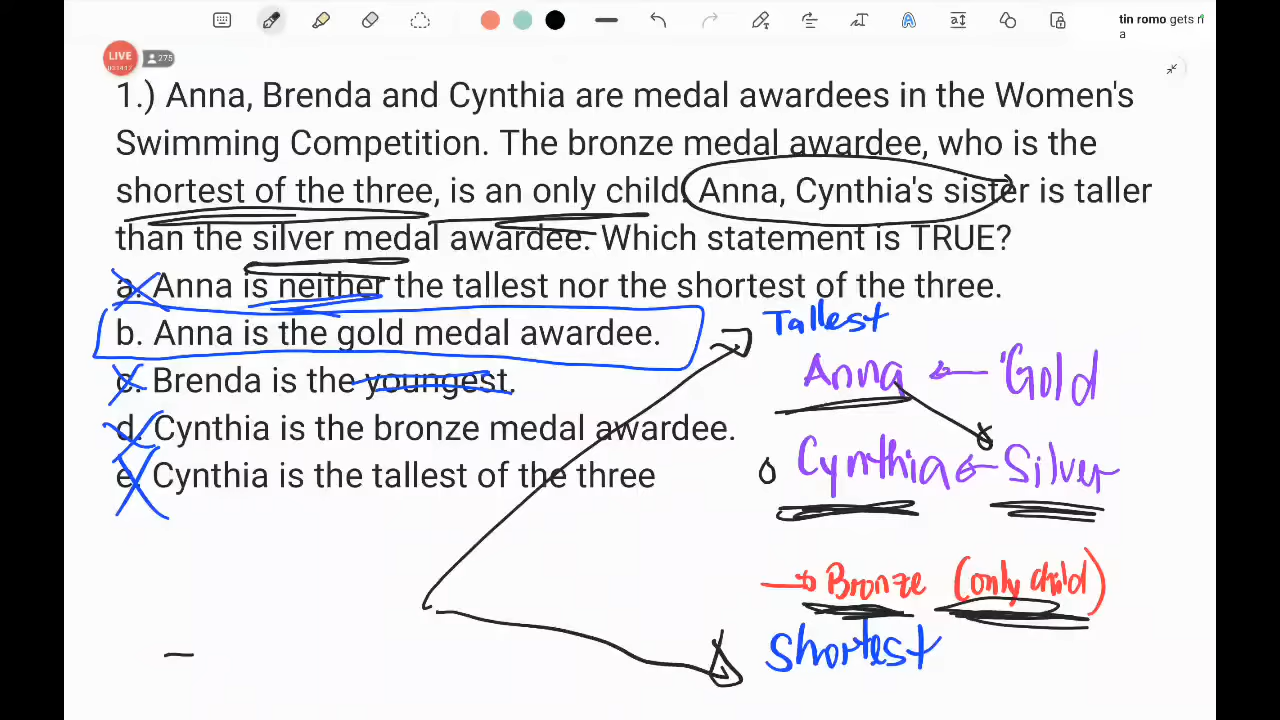 tin romo gets n
a
LIVE
275
1.) Anna, Brenda and Cynthia are medal awardees in the Women's
Swimming Competition. The bronze medal awardee, who is the
shortest of the three, is an only child. Anna, Cynthia's sister is taller
than the silver medal awardee. Which statement is TRUE?
a. Anna is neither the tallest nor the shortest of the three.
b. Anna is the gold medal awardee.
c. Brenda is the youngest.
d. Cynthia is the bronze medal awardee.
e. Cynthia is the tallest of the three
Tallest
Anna Gold
Cynthia Silver
Bronze (only child)
Shortest